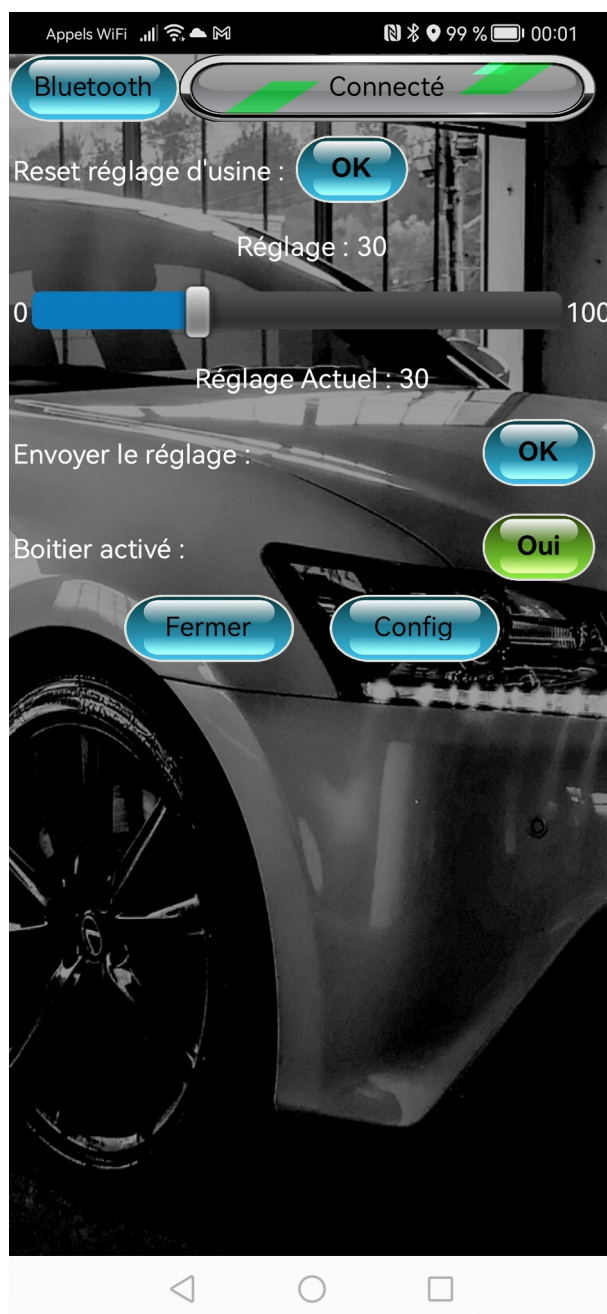 Appels WiFi 99 % 00:01
Bluetooth Connecté
Reset réglage d'usine : OK
Réglage : 30
0 100
Réglage Actuel : 30
Envoyer le réglage : OK
Boitier activé : Oui
Fermer Config